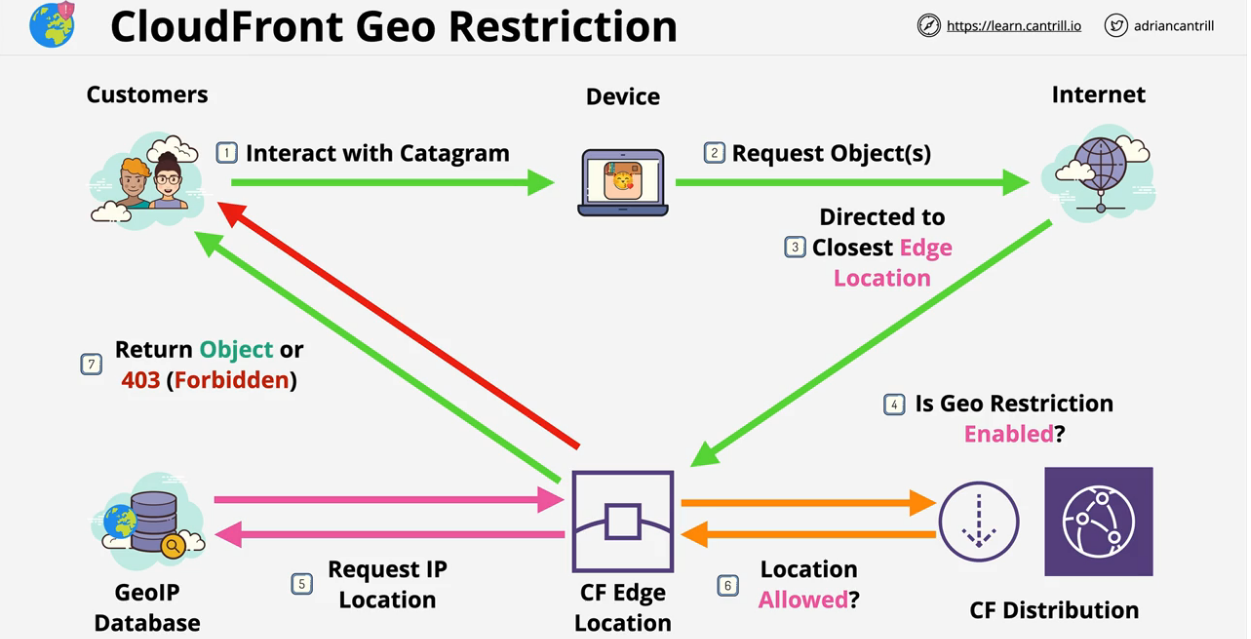 CloudFront Geo Restriction
https://learn.cantrill.io
adriancantrill
Customers
Device
Internet
1 Interact with Catagram
2 Request Object(s)
Directed to
3 Closest Edge
Location
7 Return Object or
403 (Forbidden)
4 Is Geo Restriction
Enabled?
5 Request IP
Location
6 Location
Allowed?
GeoIP
Database
CF Edge
Location
CF Distribution